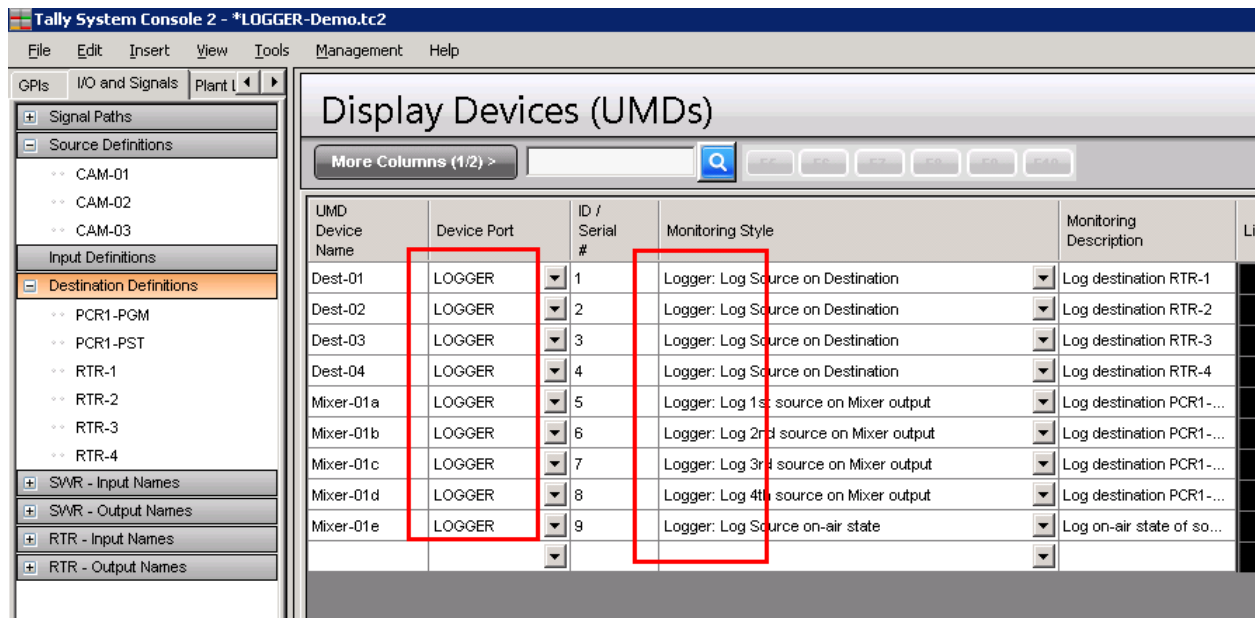 Tally System Console 2 - *LOGGER-Demo.tc2
File Edit Insert View Tools Management Help
GPIs I/O and Signals Plant L
Signal Paths
Source Definitions
CAM-01
CAM-02
CAM-03
Input Definitions
Destination Definitions
PCR1-PGM
PCR1-PST
RTR-1
RTR-2
RTR-3
RTR-4
SWR - Input Names
SWR - Output Names
RTR - Input Names
RTR - Output Names
Display Devices (UMDs)
More Columns (1/2) > F5 F6 F7 F8 F9 F10
UMD Device Name Device Port ID / Serial # Monitoring Style Monitoring Description Li
Dest-01 LOGGER 1 Logger: Log Source on Destination Log destination RTR-1
Dest-02 LOGGER 2 Logger: Log Source on Destination Log destination RTR-2
Dest-03 LOGGER 3 Logger: Log Source on Destination Log destination RTR-3
Dest-04 LOGGER 4 Logger: Log Source on Destination Log destination RTR-4
Mixer-01a LOGGER 5 Logger: Log 1st source on Mixer output Log destination PCR1-...
Mixer-01b LOGGER 6 Logger: Log 2nd source on Mixer output Log destination PCR1-...
Mixer-01c LOGGER 7 Logger: Log 3rd source on Mixer output Log destination PCR1-...
Mixer-01d LOGGER 8 Logger: Log 4th source on Mixer output Log destination PCR1-...
Mixer-01e LOGGER 9 Logger: Log Source on-air state Log on-air state of so...